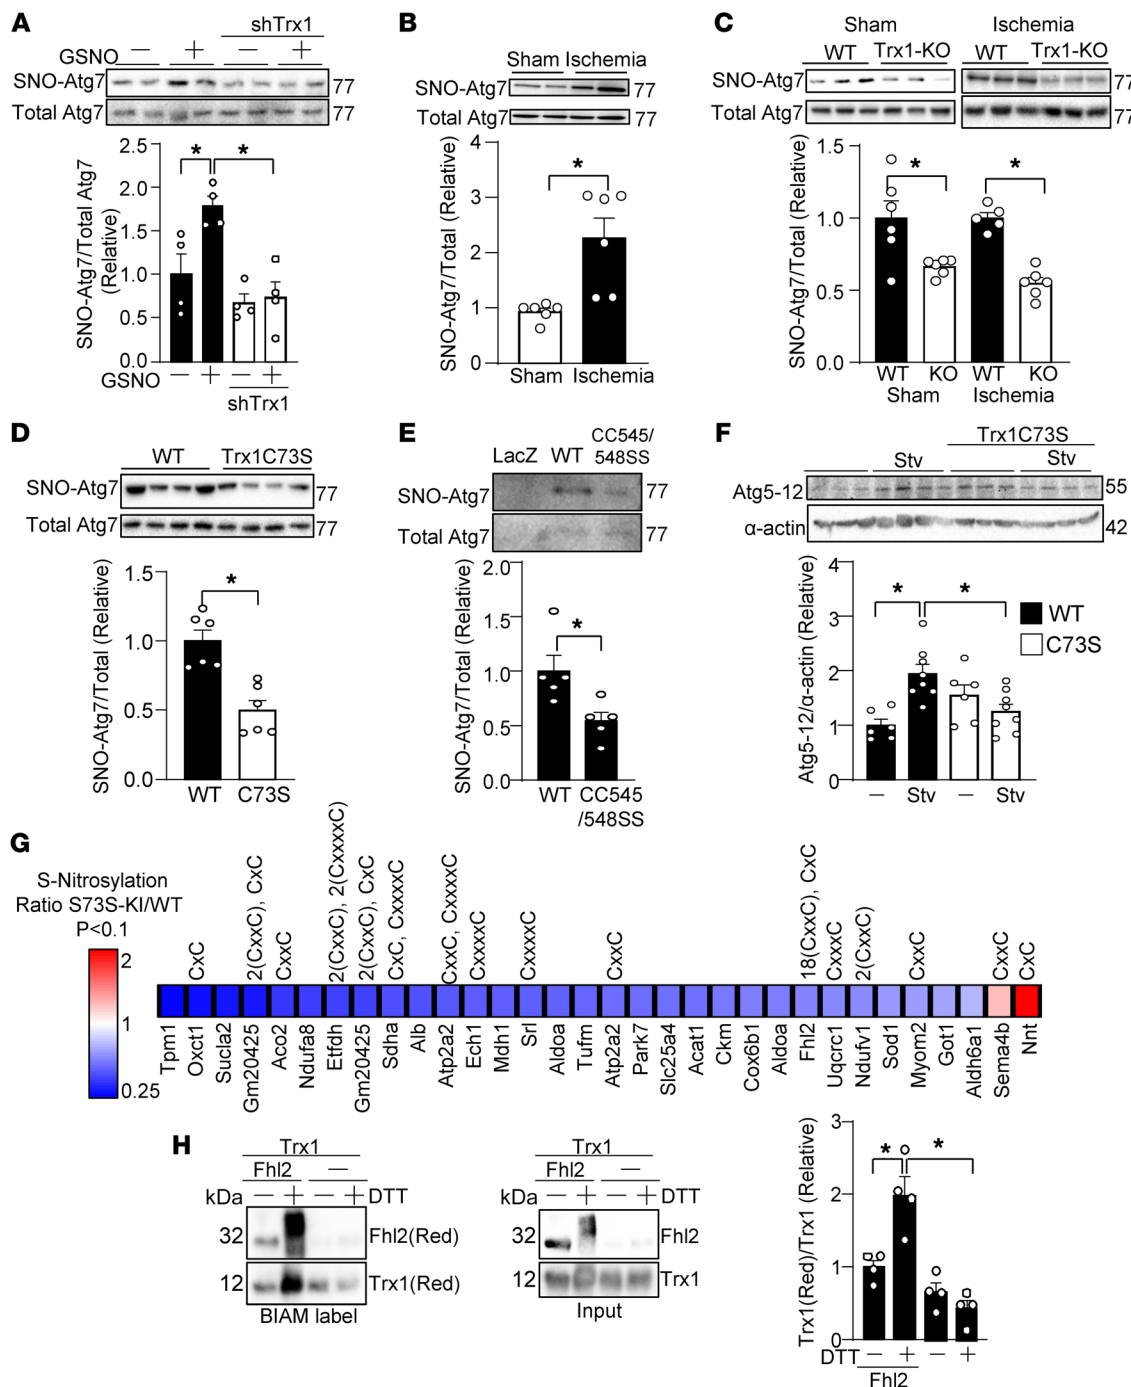 A
shTrx1
GSNO — + — +
SNO-Atg7 77
Total Atg7 77
SNO-Atg7/Total Atg7
(Relative)
2.5
2.0
1.5
1.0
0.5
0.0
*
*
GSNO — + — +
shTrx1
B
Sham Ischemia
SNO-Atg7 77
Total Atg7 77
SNO-Atg7/Total (Relative)
4
3
2
1
0
*
Sham Ischemia
C
Sham Ischemia
WT Trx1-KO WT Trx1-KO
SNO-Atg7 77
Total Atg7 77
SNO-Atg7/Total (Relative)
1.5
1.0
0.5
0.0
*
*
WT KO WT KO
Sham Ischemia
D
WT Trx1C73S
SNO-Atg7 77
Total Atg7 77
SNO-Atg7/Total (Relative)
1.5
1.0
0.5
0.0
*
WT C73S
E
CC545/
LacZ WT 548SS
SNO-Atg7 77
Total Atg7 77
SNO-Atg7/Total (Relative)
2.0
1.5
1.0
0.5
0.0
*
WT CC545
/548SS
F
Trx1C73S
Stv Stv
Atg5-12 55
α-actin 42
Atg5-12/α-actin (Relative)
4
3
2
1
0
*
*
WT
C73S
— Stv — Stv
G
S-Nitrosylation
Ratio S73S-KI/WT
P<0.1
2
1
0.25
CxC
2(CxxC), CxC
CxxC
2(CxxC), 2(CxxxxC)
2(CxxC), CxC
CxC, CxxxxC
CxxC, CxxxxC
CxxxxC
CxxxxC
CxxC
18(CxxC), CxC
CxxxC
2(CxxC)
CxxC
CxxC
CxC
Tpm1
Oxct1
Sucla2
Gm20425
Aco2
Ndufa8
Etfdh
Gm20425
Sdha
Alb
Atp2a2
Ech1
Mdh1
Srl
Aldoa
Tufm
Atp2a2
Park7
Slc25a4
Acat1
Ckm
Cox6b1
Aldoa
Fhl2
Uqcrc1
Ndufv1
Sod1
Myom2
Got1
Aldh6a1
Sema4b
Nnt
H
Trx1
Fhl2 —
kDa — + — + DTT
32 Fhl2(Red)
12 Trx1(Red)
BIAM label
Trx1
Fhl2 —
kDa — + — + DTT
32 Fhl2
12 Trx1
Input
Trx1(Red)/Trx1 (Relative)
3
2
1
0
*
*
DTT — + — +
Fhl2